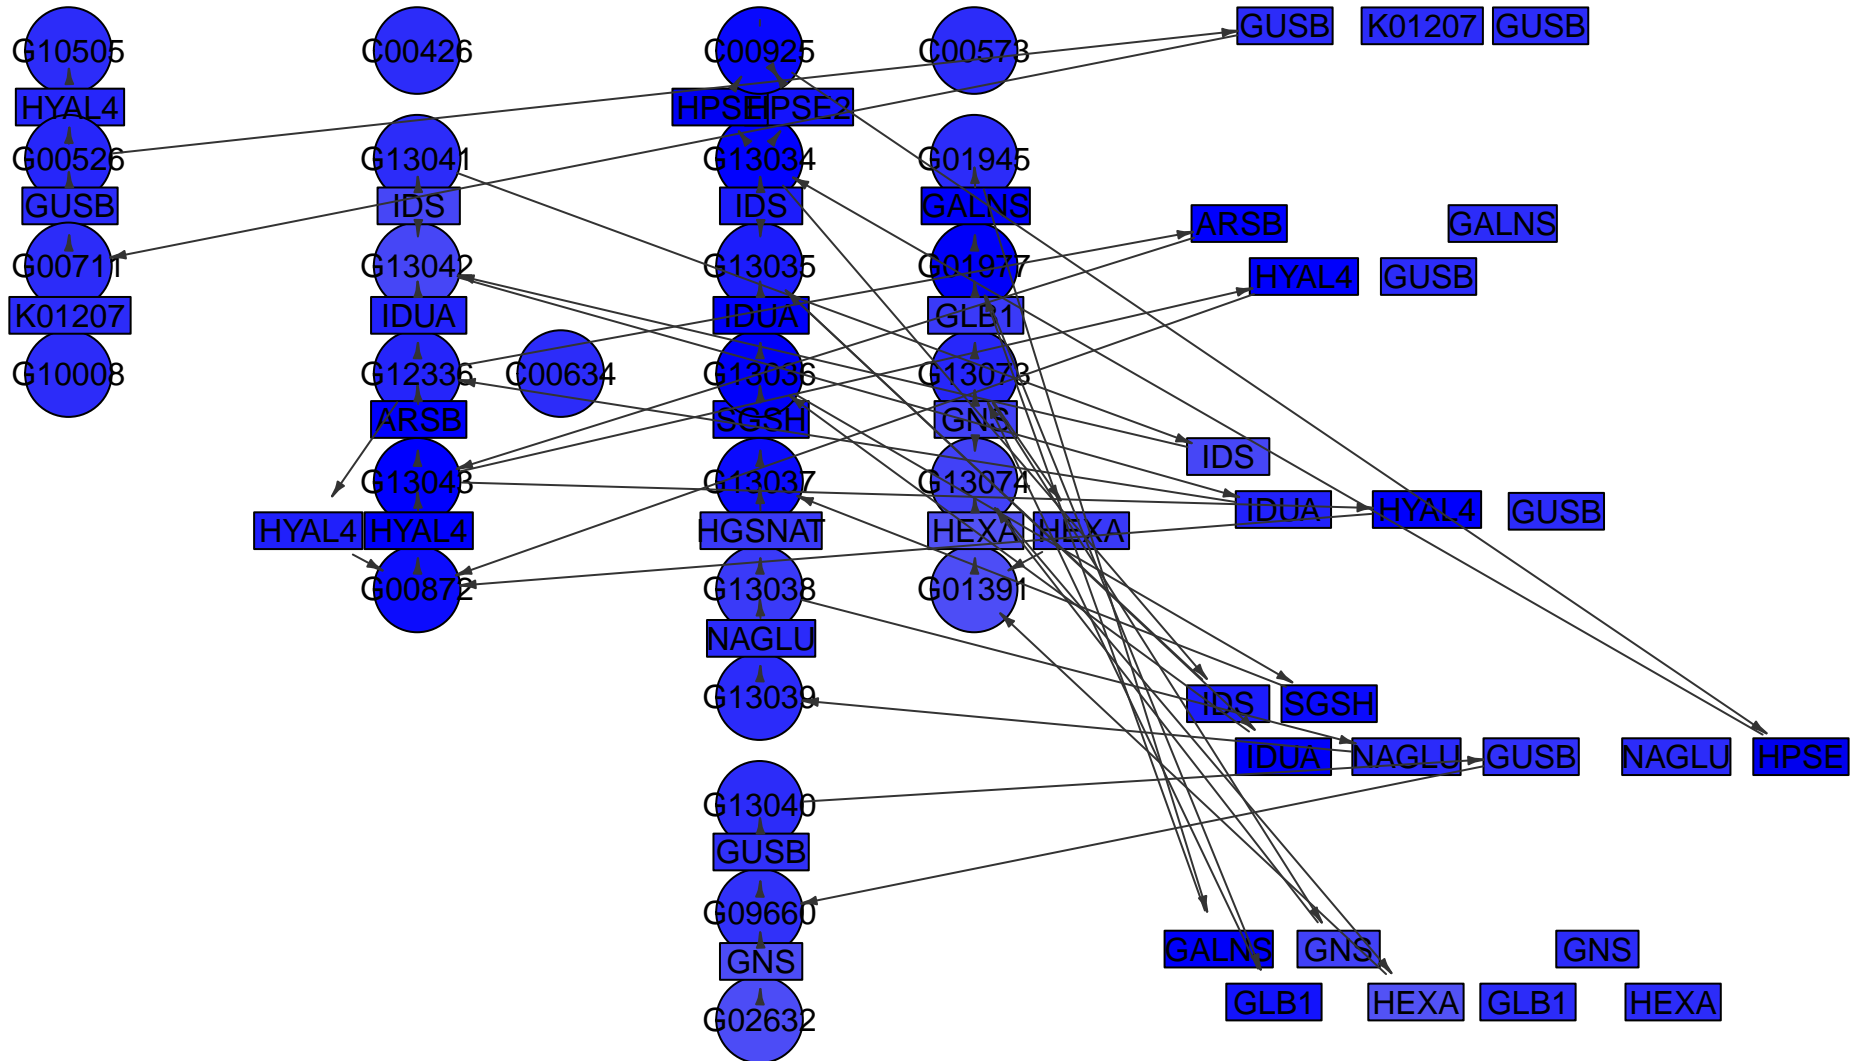 G10505 C00426 C00925 C00573 GUSB K01207 GUSB
HYAL4 HPSE HPSE2
G00526 G13041 G13034 G01945
GUSB IDS IDS GALNS ARSB GALNS
G00711 G13042 G13035 G01977 HYAL4 GUSB
K01207 IDUA IDUA GLB1
G10008 G12336 C00634 G13036 G13073
ARSB SGSH GNS IDS
G13043 G13037 G13074 IDUA HYAL4 GUSB
HYAL4 HYAL4 HGSNAT HEXA HEXA
G00872 G13038 G01391
NAGLU
G13039 IDS SGSH
IDUA NAGLU GUSB NAGLU HPSE
G13040
GUSB
G09660 GALNS GNS GNS
GNS
G02632 GLB1 HEXA GLB1 HEXA